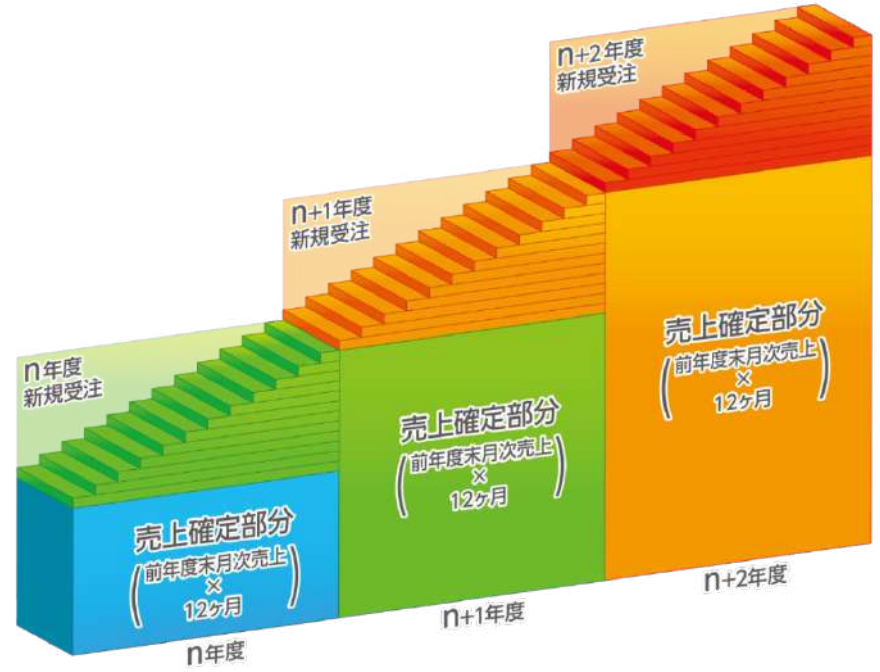 n年度
新規受注
n+1年度
新規受注
n+2年度
新規受注
売上確定部分
(前年度末月次売上
×
12ヶ月)
売上確定部分
(前年度末月次売上
×
12ヶ月)
売上確定部分
(前年度末月次売上
×
12ヶ月)
n年度
n+1年度
n+2年度